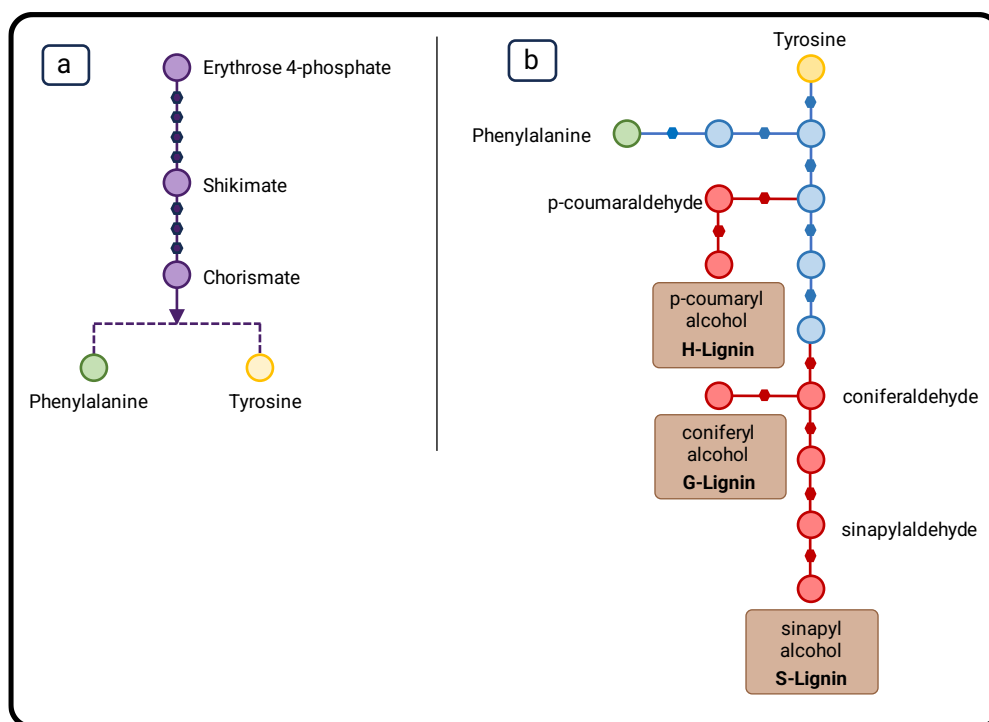 a
Erythrose 4-phosphate
Shikimate
Chorismate
Phenylalanine
Tyrosine
b
Tyrosine
Phenylalanine
p-coumaraldehyde
p-coumaryl
alcohol
H-Lignin
coniferaldehyde
coniferyl
alcohol
G-Lignin
sinapylaldehyde
sinapyl
alcohol
S-Lignin